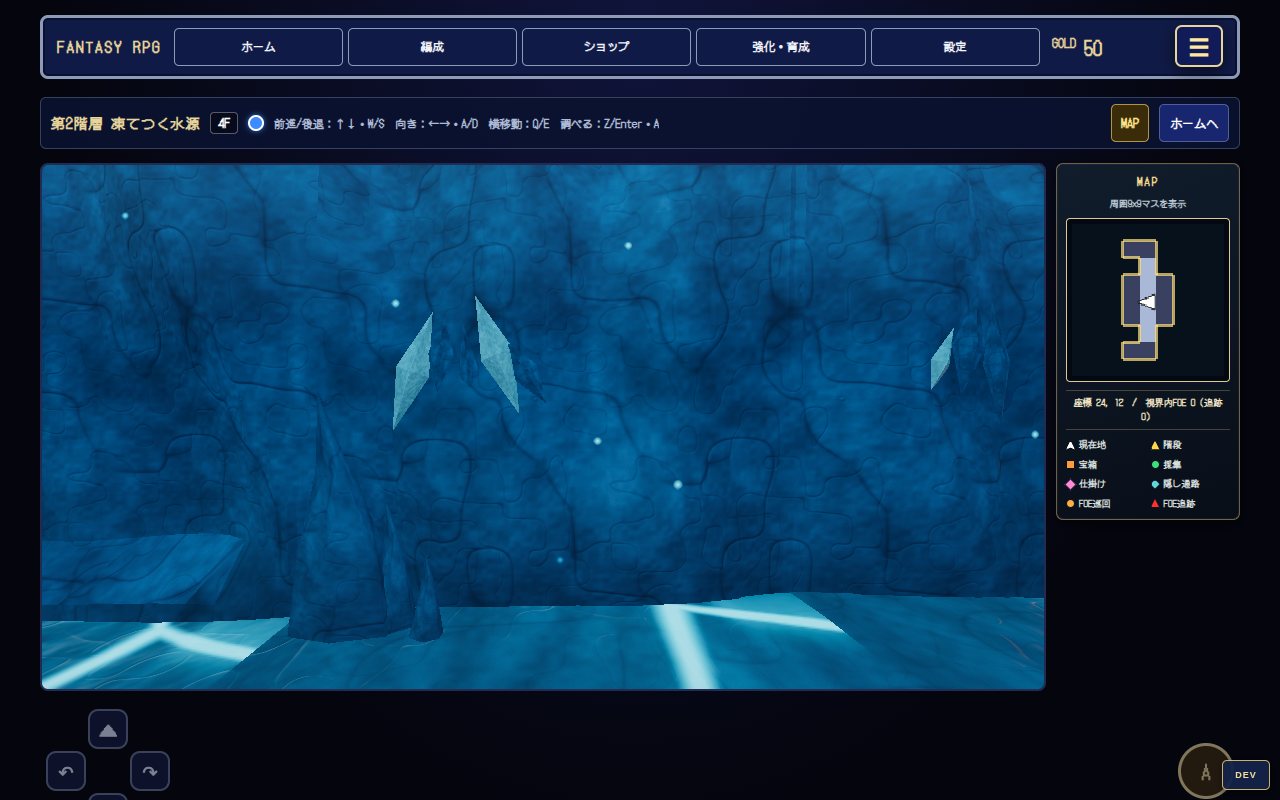 FANTASY RPG ホーム 編成 ショップ 強化・育成 設定 GOLD 50
第2階層 凍てつく水源 4F 前進/後退：↑↓・W/S 向き：←→・A/D 横移動：Q/E 調べる：Z/Enter・A MAP ホームへ
MAP
周囲9x9マスを表示
座標 24, 12 / 視界内FOE 0 (追跡
0)
現在地 階段
宝箱 採集
仕掛け 隠し通路
FOE巡回 FOE追跡
A DEV